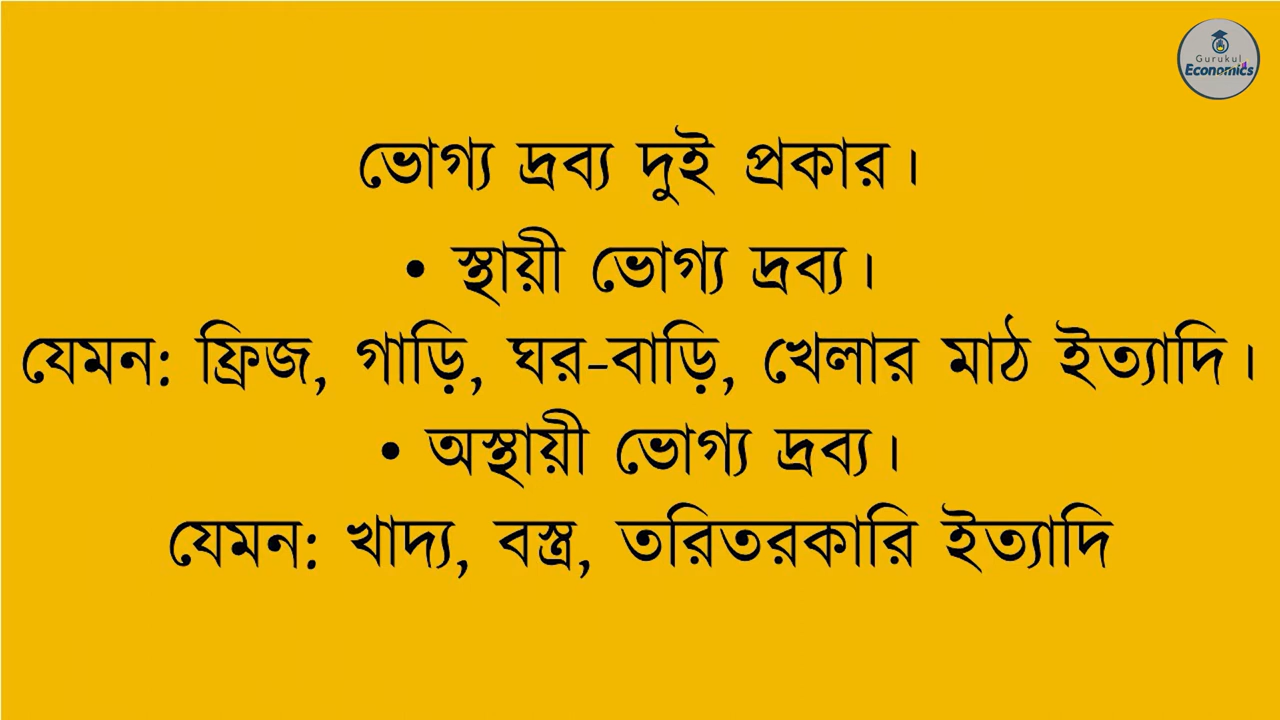 Gurukul
Economics
ভোগ্য দ্রব্য দুই প্রকার।
• স্থায়ী ভোগ্য দ্রব্য।
যেমন: ফ্রিজ, গাড়ি, ঘর-বাড়ি, খেলার মাঠ ইত্যাদি।
• অস্থায়ী ভোগ্য দ্রব্য।
যেমন: খাদ্য, বস্ত্র, তরিতরকারি ইত্যাদি